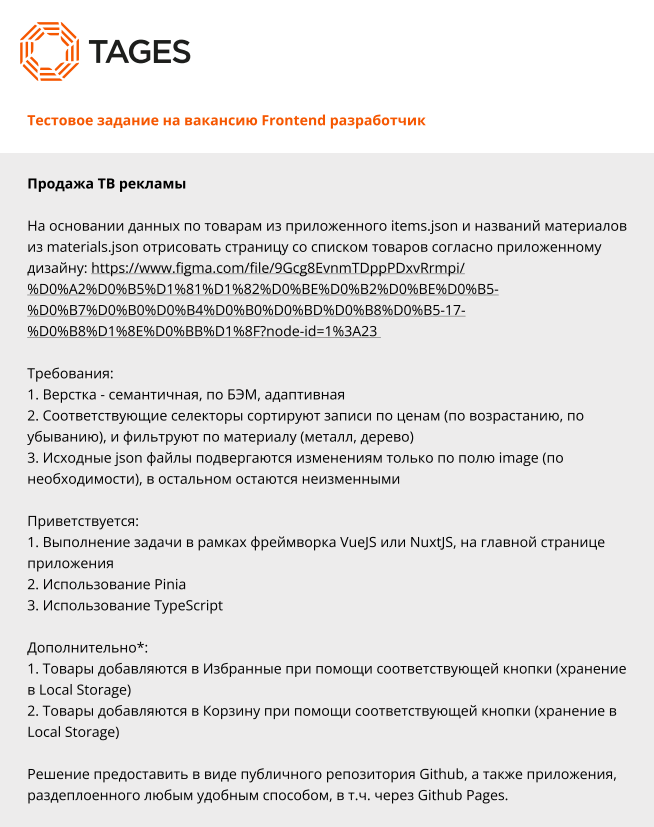 TAGES
Тестовое задание на вакансию Frontend разработчик
Продажа ТВ рекламы
На основании данных по товарам из приложенного items.json и названий материалов
из materials.json отрисовать страницу со списком товаров согласно приложенному
дизайну: https://www.figma.com/file/9Gcg8EvnmTDppPDxvRrmpi/
%D0%A2%D0%B5%D1%81%D1%82%D0%BE%D0%B2%D0%BE%D0%B5-
%D0%B7%D0%B0%D0%B4%D0%B0%D0%BD%D0%B8%D0%B5-17-
%D0%B8%D1%8E%D0%BB%D1%8F?node-id=1%3A23
Требования:
1. Верстка - семантичная, по БЭМ, адаптивная
2. Соответствующие селекторы сортируют записи по ценам (по возрастанию, по
убыванию), и фильтруют по материалу (металл, дерево)
3. Исходные json файлы подвергаются изменениям только по полю image (по
необходимости), в остальном остаются неизменными
Приветствуется:
1. Выполнение задачи в рамках фреймворка VueJS или NuxtJS, на главной странице
приложения
2. Использование Pinia
3. Использование TypeScript
Дополнительно*:
1. Товары добавляются в Избранные при помощи соответствующей кнопки (хранение
в Local Storage)
2. Товары добавляются в Корзину при помощи соответствующей кнопки (хранение в
Local Storage)
Решение предоставить в виде публичного репозитория Github, а также приложения,
раздеплоенного любым удобным способом, в т.ч. через Github Pages.